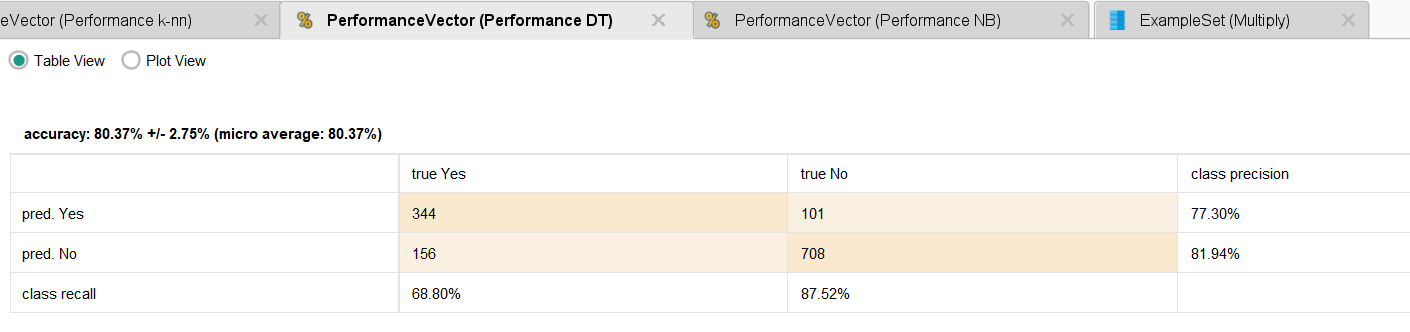 eVector (Performance k-nn) PerformanceVector (Performance DT) PerformanceVector (Performance NB) ExampleSet (Multiply)
Table View Plot View
accuracy: 80.37% +/- 2.75% (micro average: 80.37%)
true Yes true No class precision
pred. Yes 344 101 77.30%
pred. No 156 708 81.94%
class recall 68.80% 87.52%